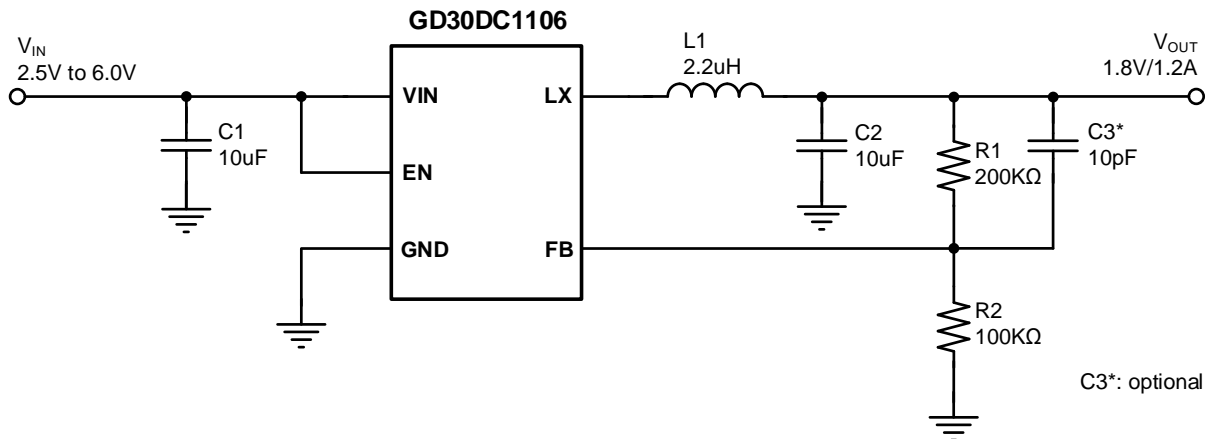 GD30DC1106
VIN
2.5V to 6.0V
L1
2.2uH
VOUT
1.8V/1.2A
VIN
LX
C1
10uF
C2
10uF
R1
200KΩ
C3*
10pF
EN
GND
FB
R2
100KΩ
C3*: optional